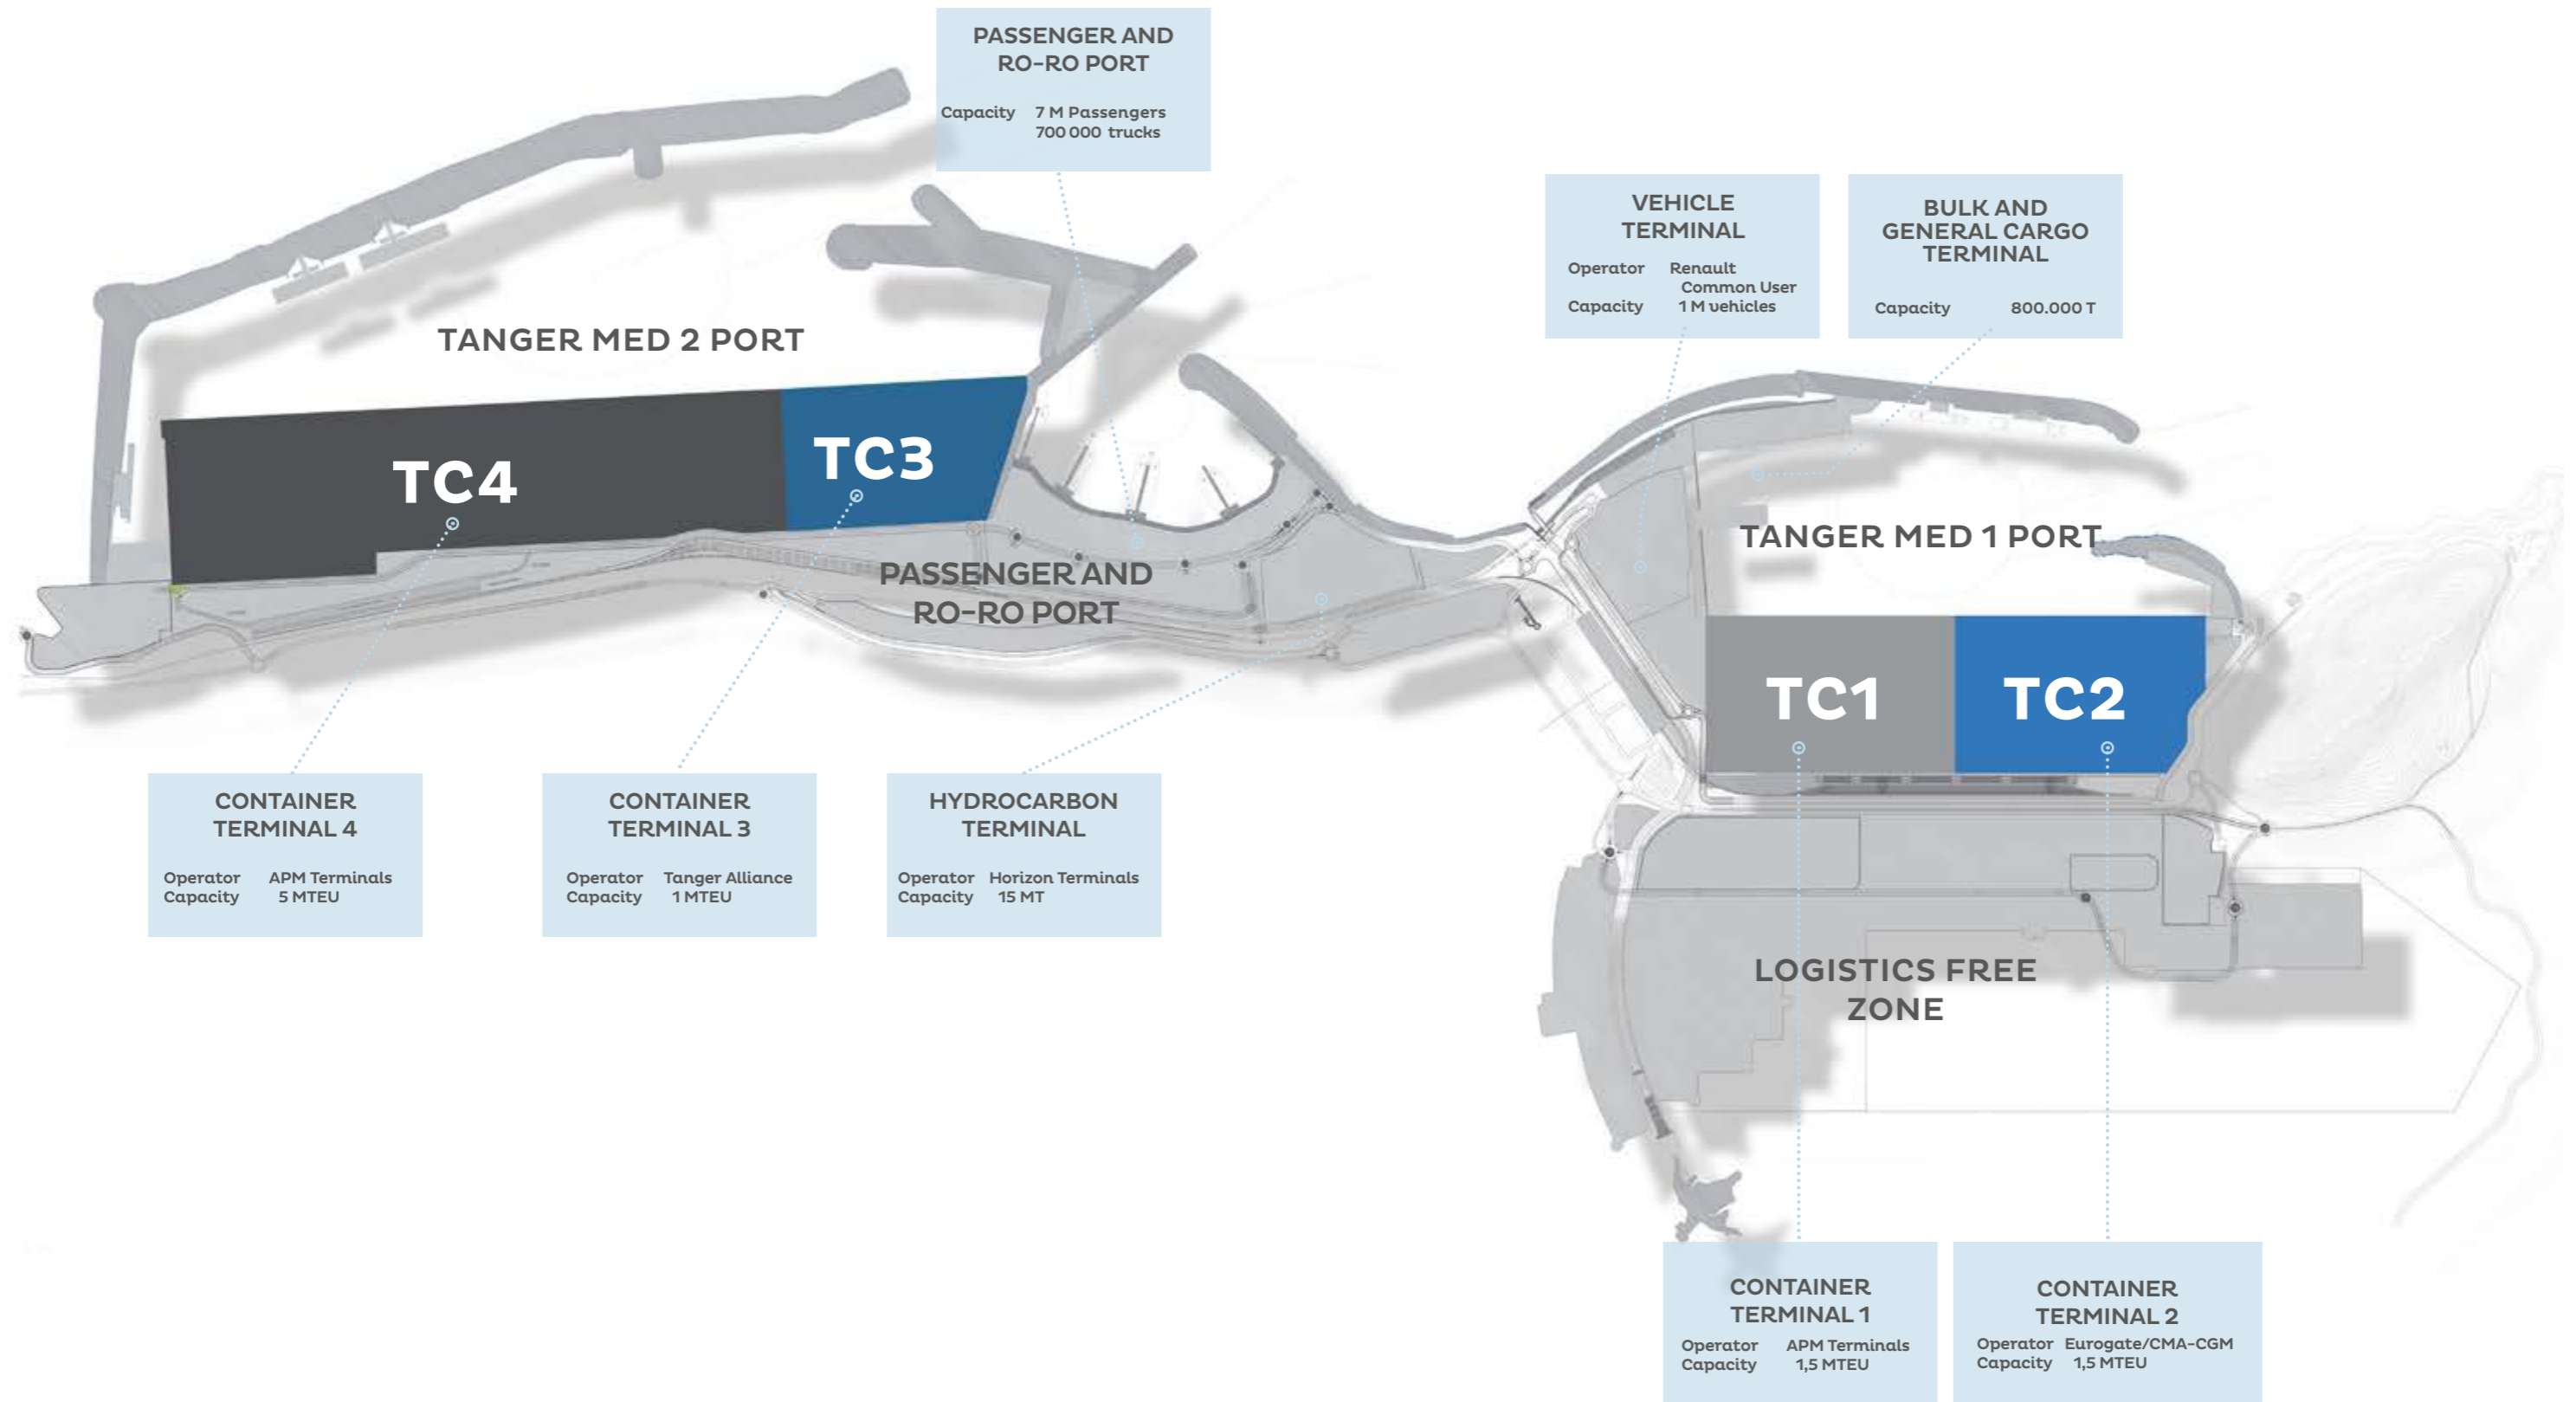 PASSENGER AND
RO-RO PORT
Capacity 7 M Passengers
700 000 trucks
VEHICLE
TERMINAL
Operator Renault
Common User
Capacity 1 M vehicles
BULK AND
GENERAL CARGO
TERMINAL
Capacity 800.000 T
TANGER MED 2 PORT
TC4
TC3
PASSENGER AND
RO-RO PORT
TANGER MED 1 PORT
TC1
TC2
CONTAINER
TERMINAL 4
Operator APM Terminals
Capacity 5 MTEU
CONTAINER
TERMINAL 3
Operator Tanger Alliance
Capacity 1 MTEU
HYDROCARBON
TERMINAL
Operator Horizon Terminals
Capacity 15 MT
LOGISTICS FREE
ZONE
CONTAINER
TERMINAL 1
Operator APM Terminals
Capacity 1,5 MTEU
CONTAINER
TERMINAL 2
Operator Eurogate/CMA-CGM
Capacity 1,5 MTEU